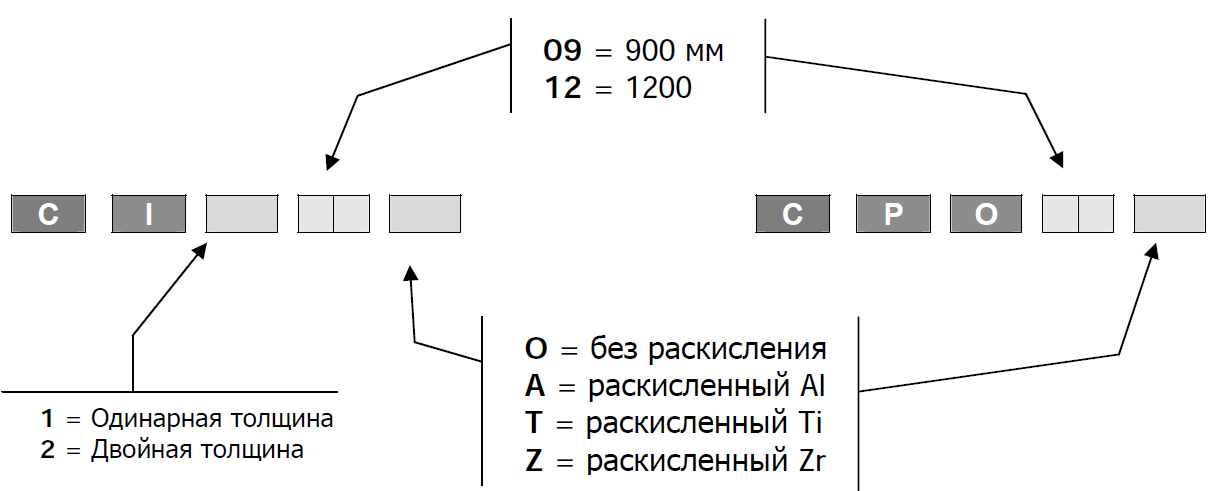 09 = 900 мм
12 = 1200
C I
C P O
O = без раскисления
A = раскисленный Al
T = раскисленный Ti
Z = раскисленный Zr
1 = Одинарная толщина
2 = Двойная толщина